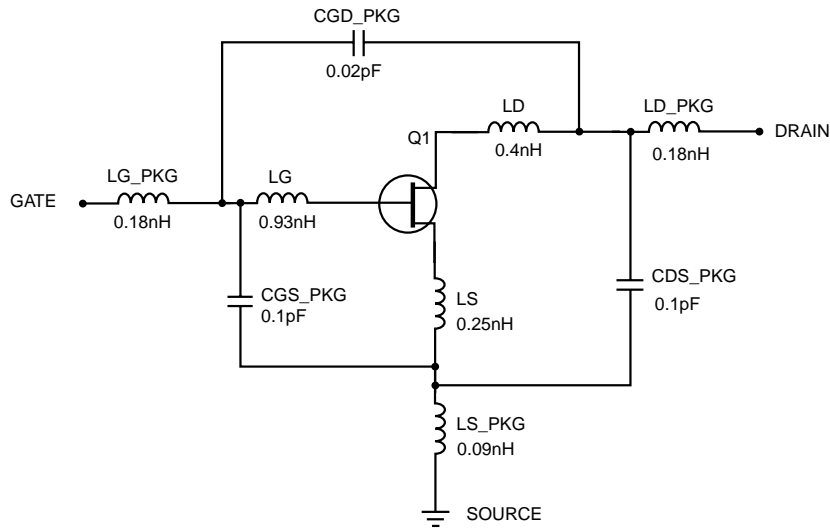 CGD_PKG
0.02pF
LD
LD_PKG
Q1
DRAIN
0.4nH
0.18nH
LG_PKG
LG
GATE
0.18nH
0.93nH
CGS_PKG
0.1pF
LS
0.25nH
CDS_PKG
0.1pF
LS_PKG
0.09nH
SOURCE